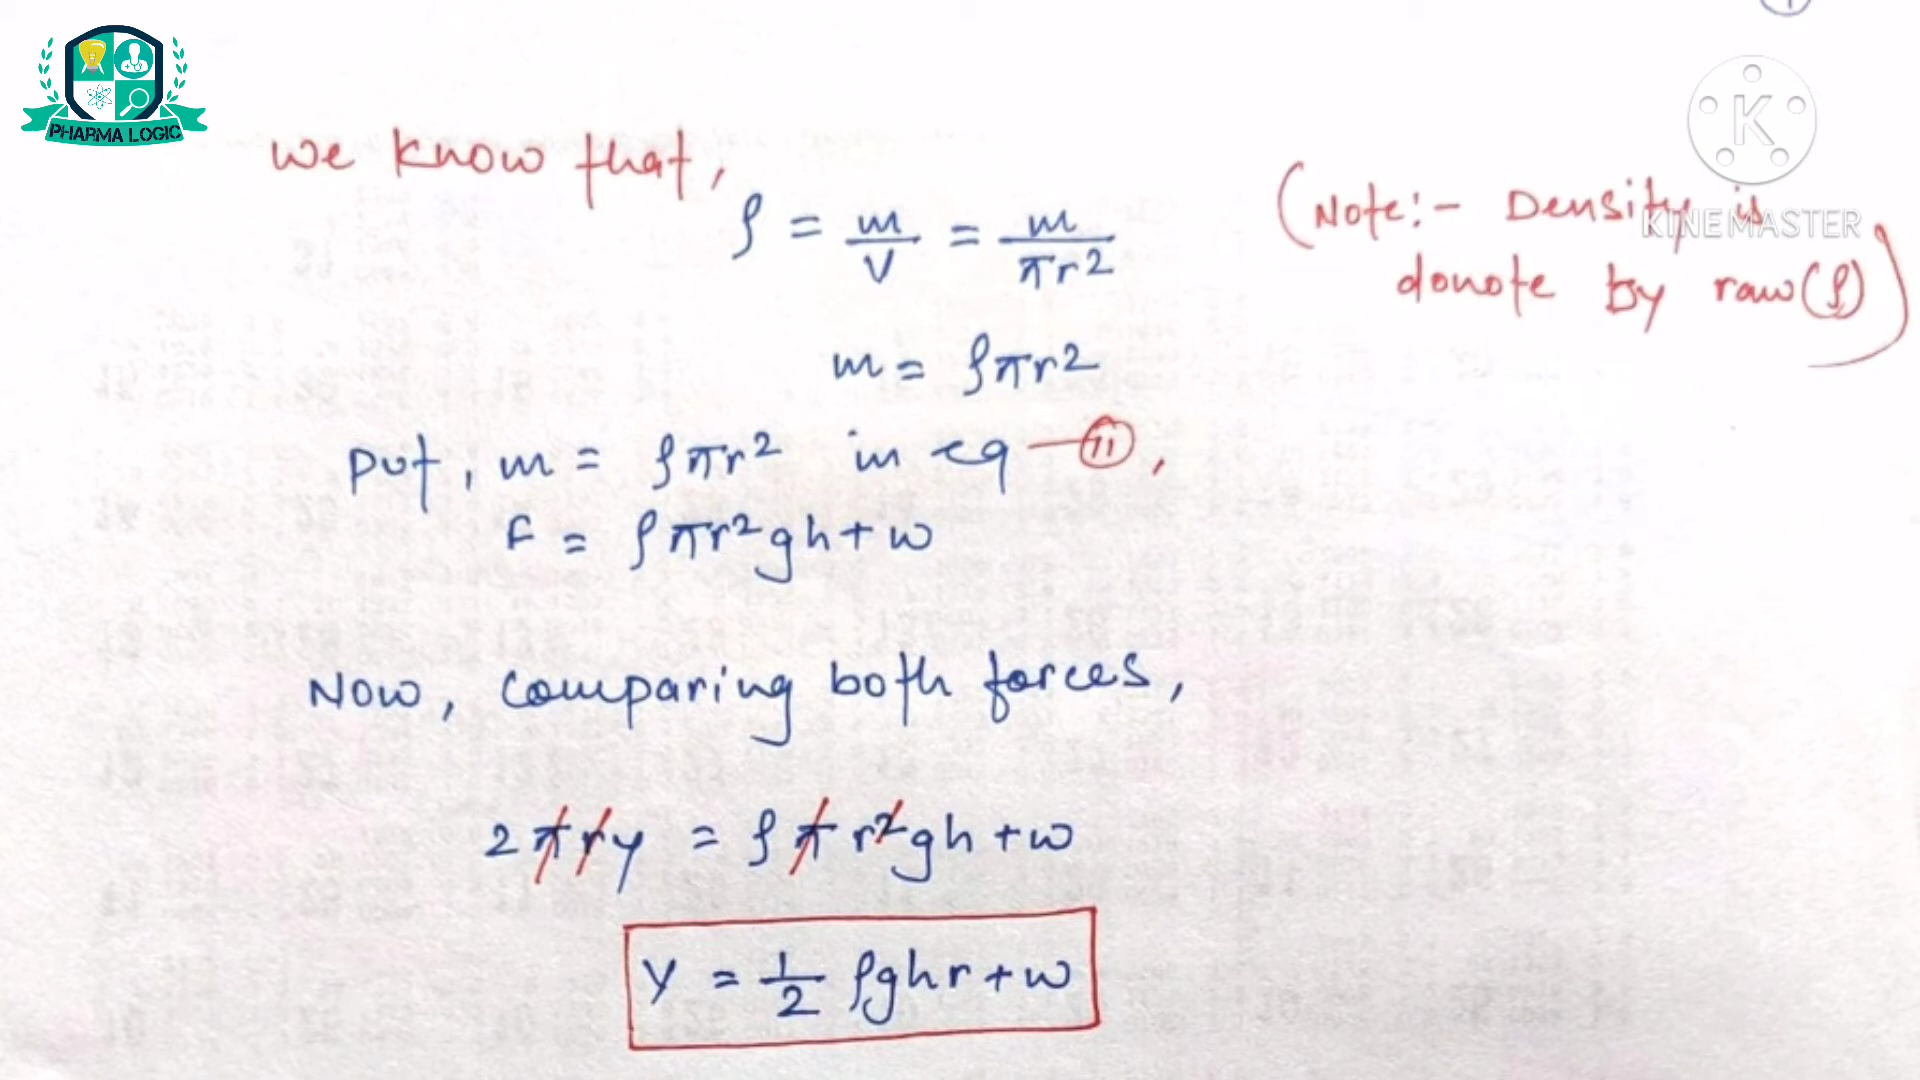 PHARMA LOGIC
K
KINEMASTER
We know that,
ρ = m/V = m/πr²
(Note:- Density is
donote by raw(ρ))
m = ρπr²
Put, m = ρπr² in eq —(ii),
F = ρπr²gh+w
Now, comparing both forces,
2πry = ρπr²gh+w
Y = 1/2 ρghr+w